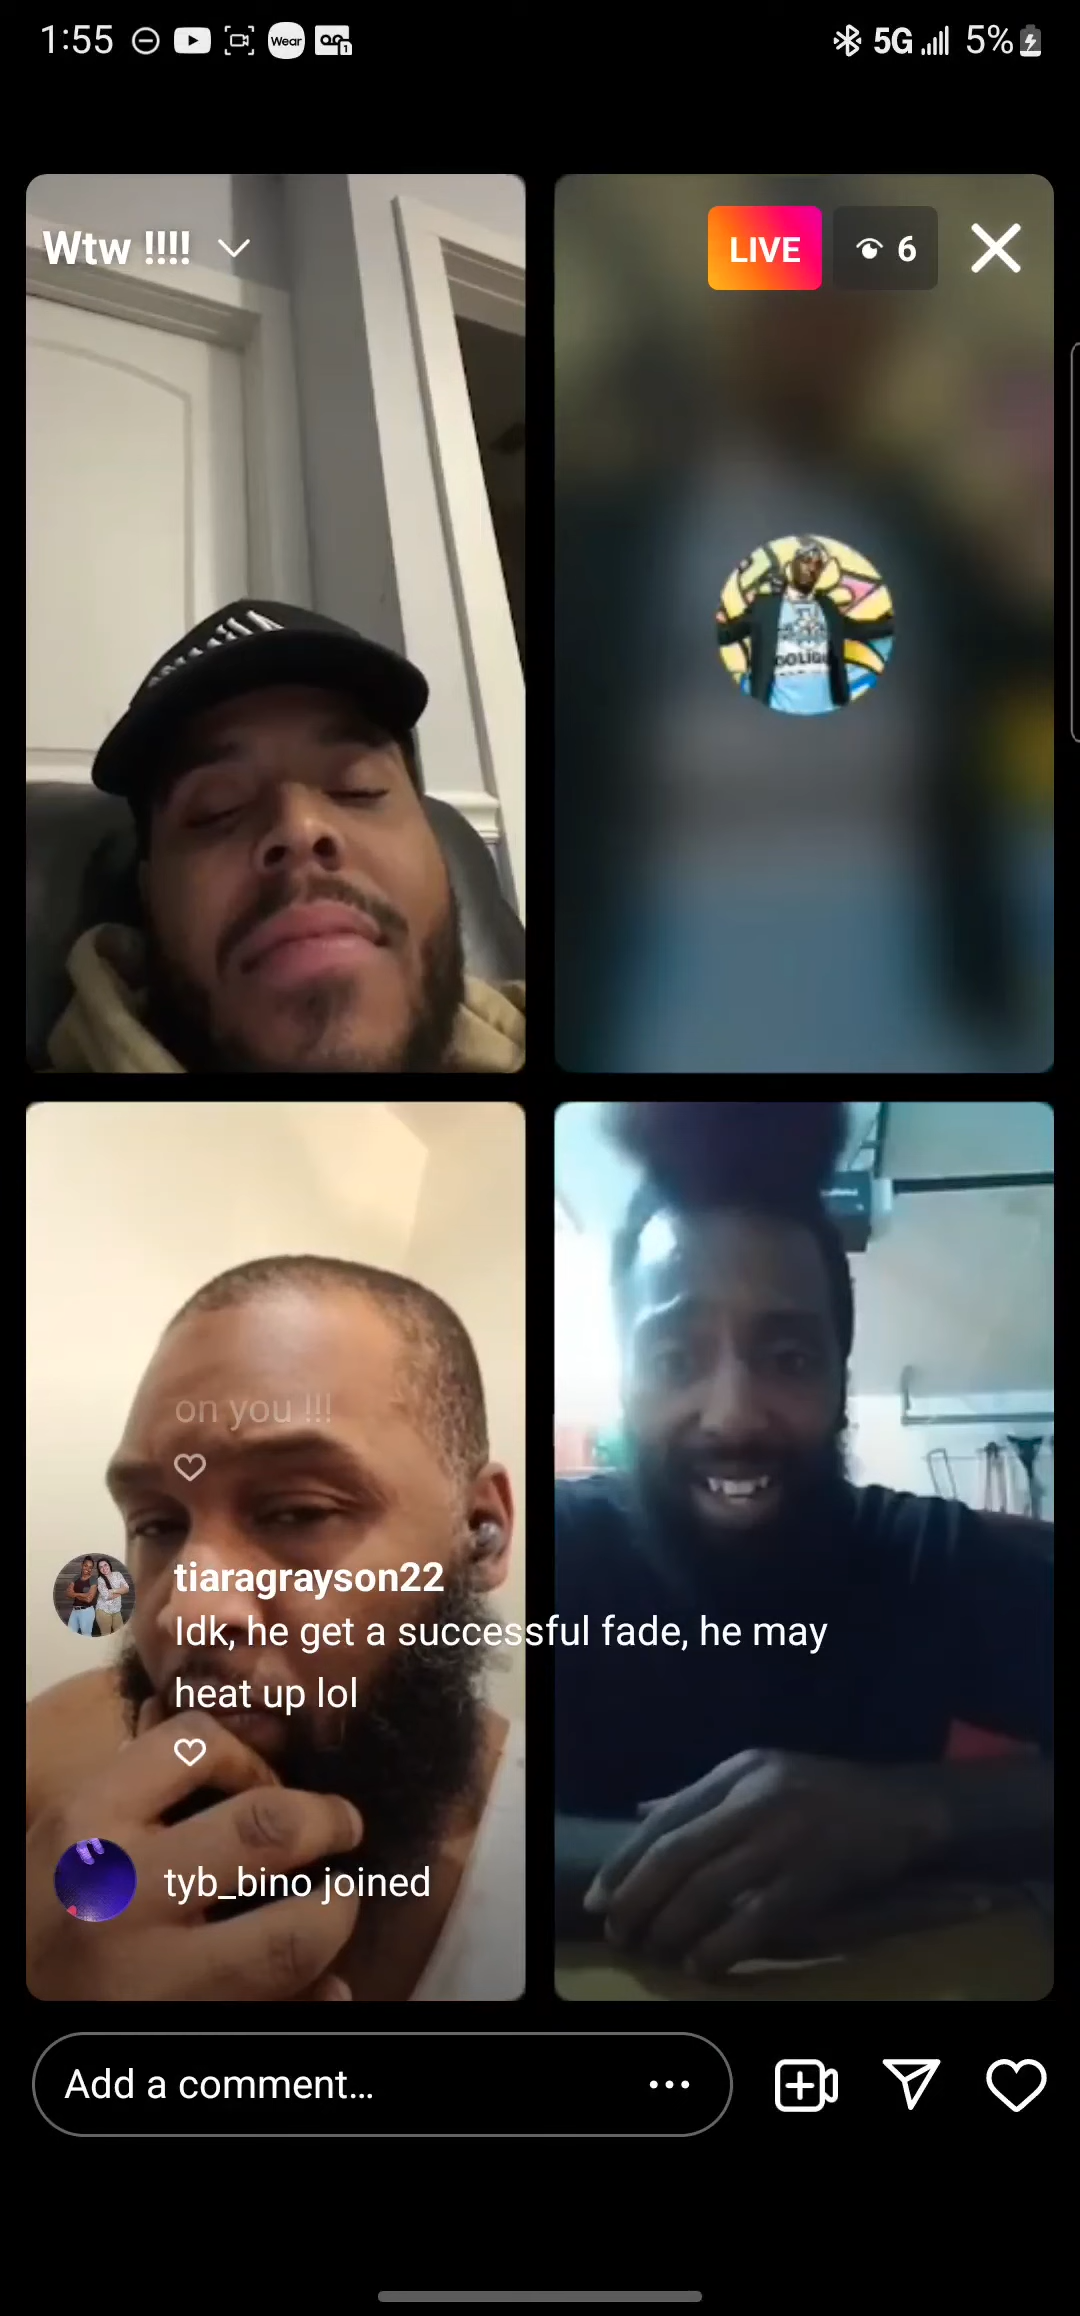 1:55
Wear
1
5G
5%
Wtw !!!!
LIVE
6
on you !!!
tiaragrayson22
Idk, he get a successful fade, he may
heat up lol
tyb_bino joined
Add a comment...